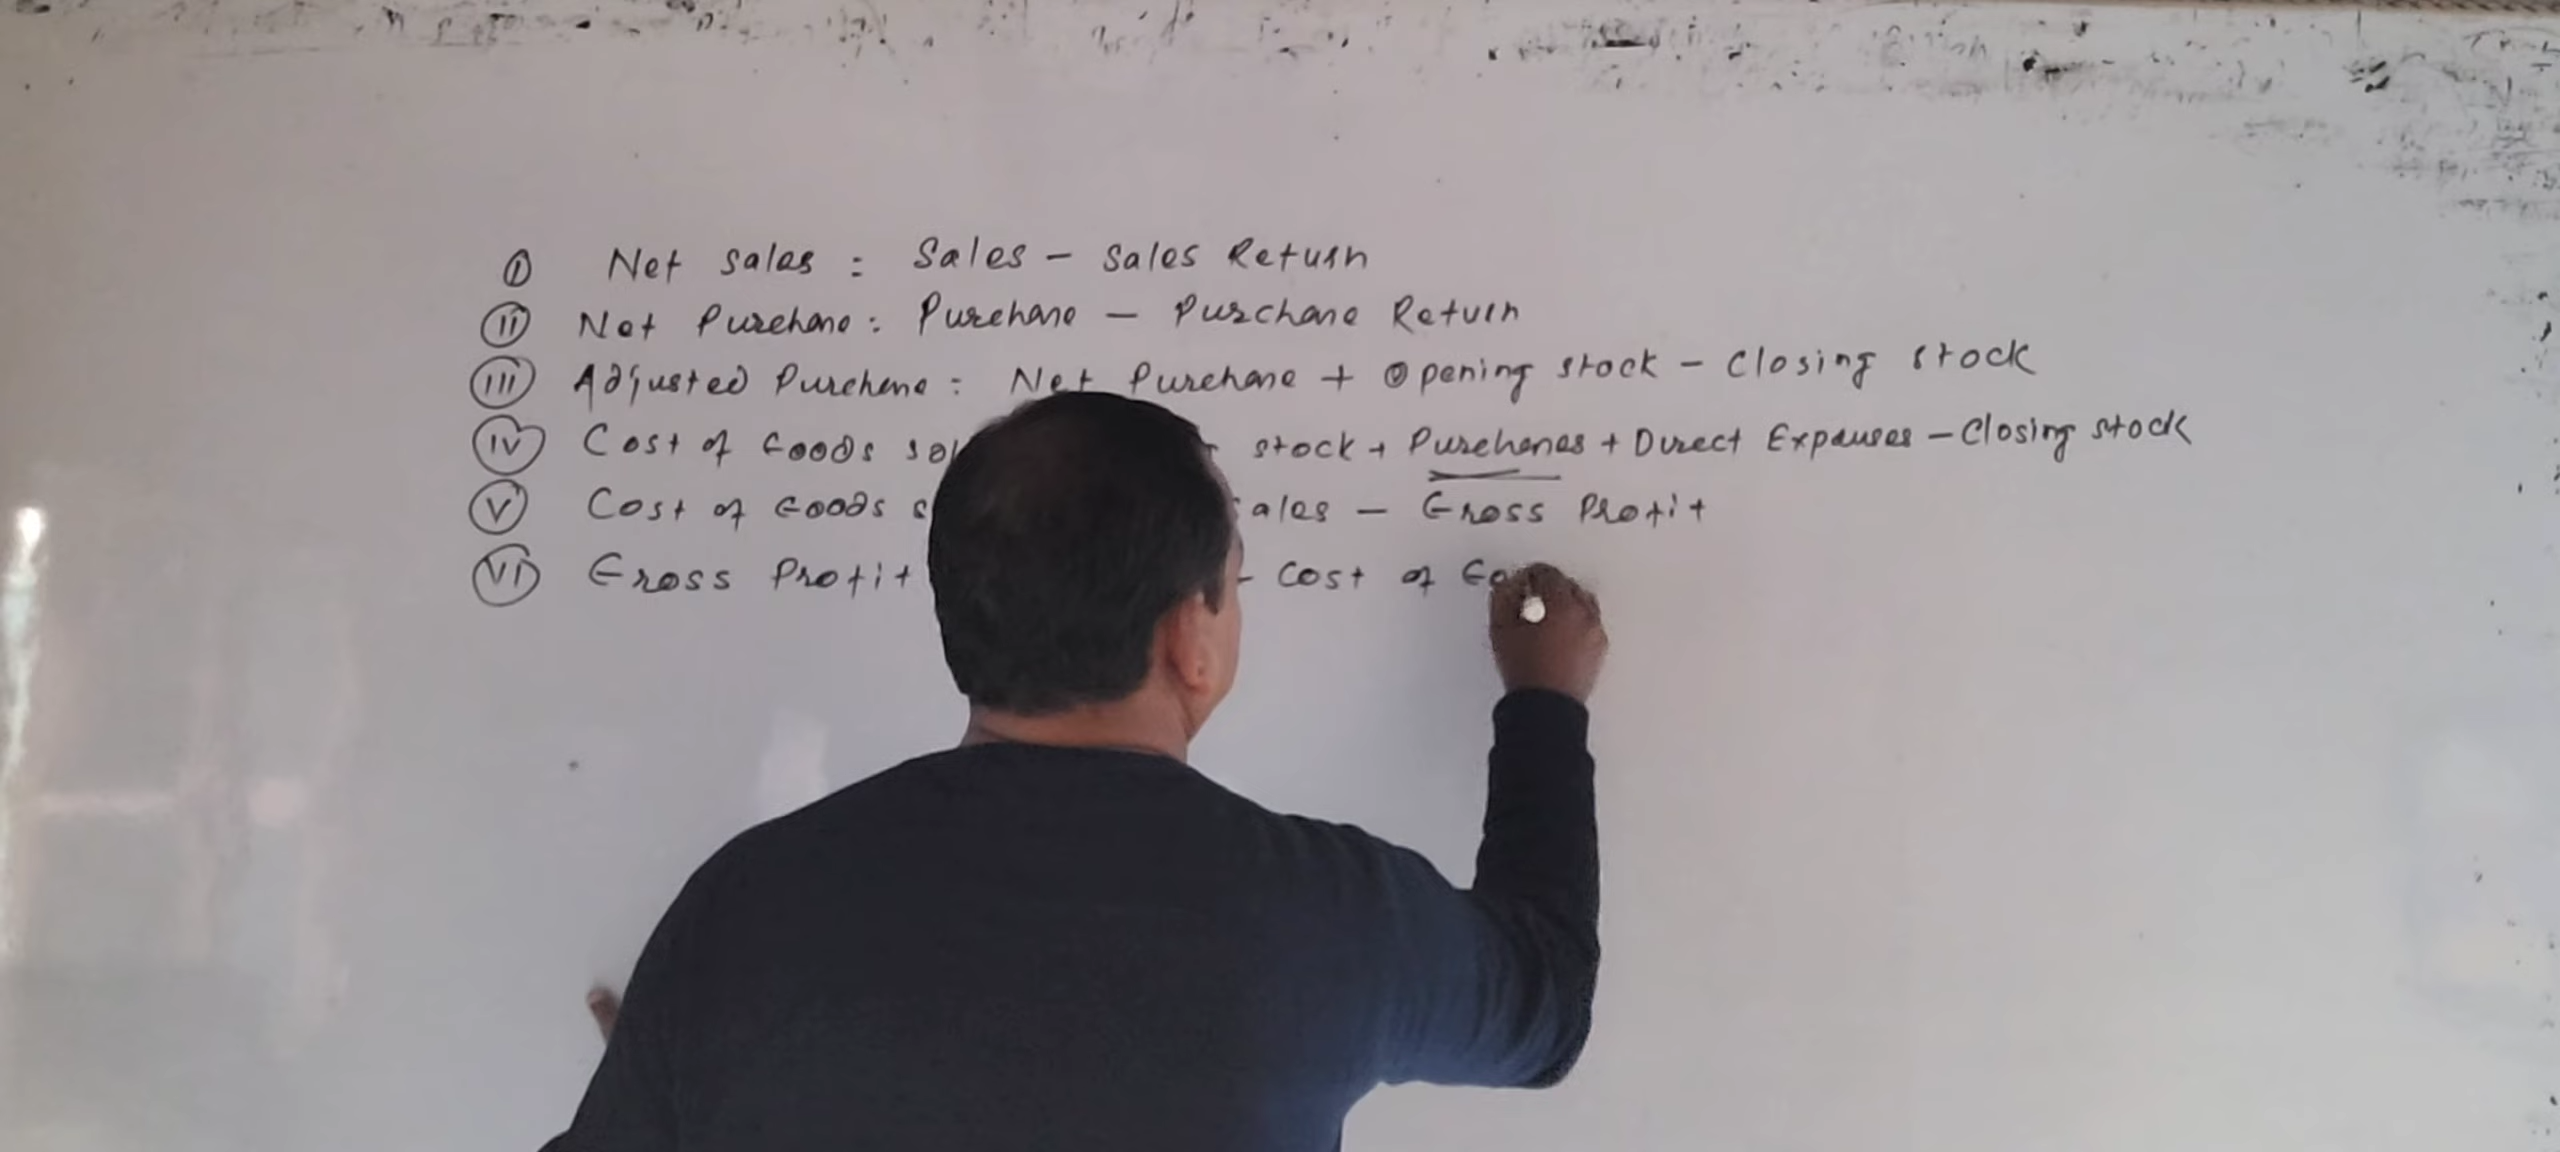 ① Net Sales : Sales – Sales Return
(ii) Net Purchase : Purchase – Purchase Return
(iii) Adjusted Purchase : Net Purchase + Opening Stock – Closing Stock
(iv) Cost of Goods stock + Purchases + Direct Expenses – Closing Stock
(v) Cost of Goods – Gross Profit
(vi) Gross Profit – Cost of